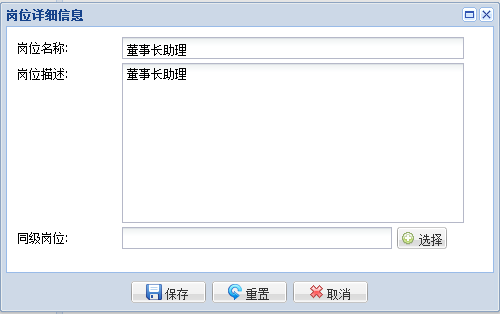 岗位详细信息
岗位名称: 董事长助理
岗位描述: 董事长助理
同级岗位: 选择
保存 重置 取消